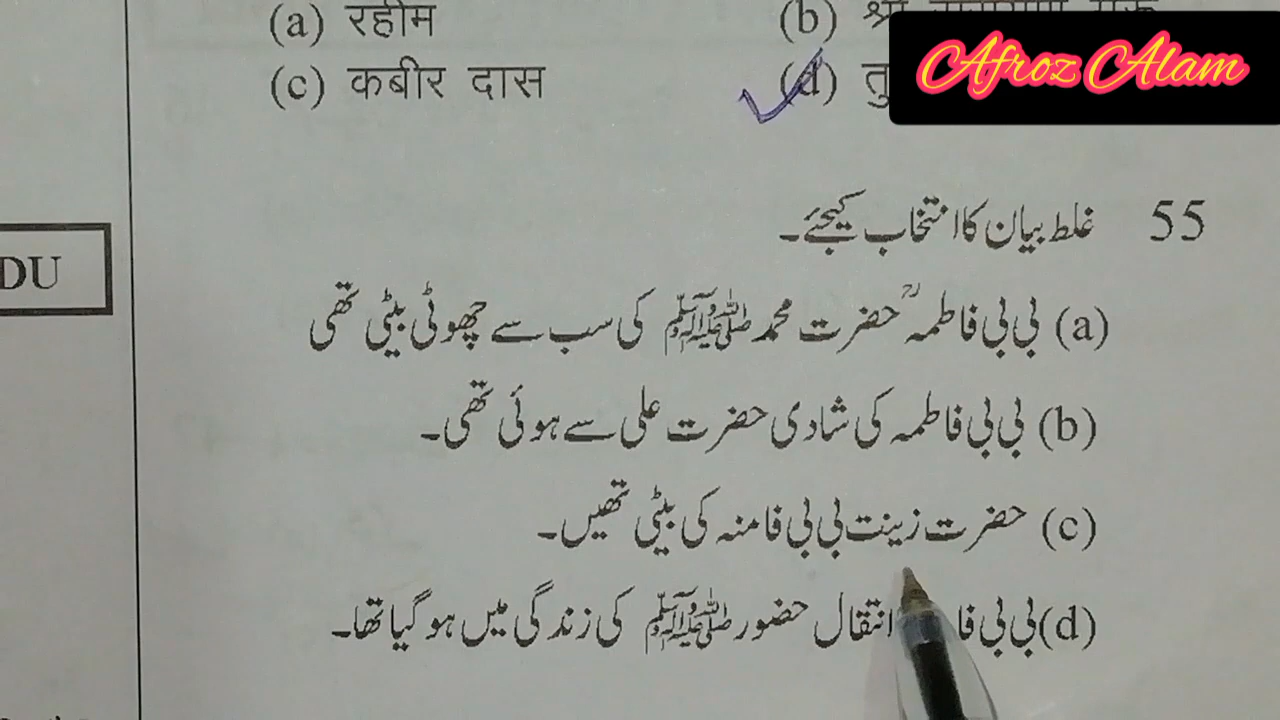 (a) रहीम (b) श्री
(c) कबीर दास (d) तु
Afroz Alam
DU
55 غلط بیان کا انتخاب کیجئے۔
(a) بی بی فاطمہؓ حضرت محمد ﷺ کی سب سے چھوٹی بیٹی تھی
(b) بی بی فاطمہ کی شادی حضرت علی سے ہوئی تھی۔
(c) حضرت زینت بی بی فامنہ کی بیٹی تھیں۔
(d) بی بی فا انتقال حضور ﷺ کی زندگی میں ہو گیا تھا۔